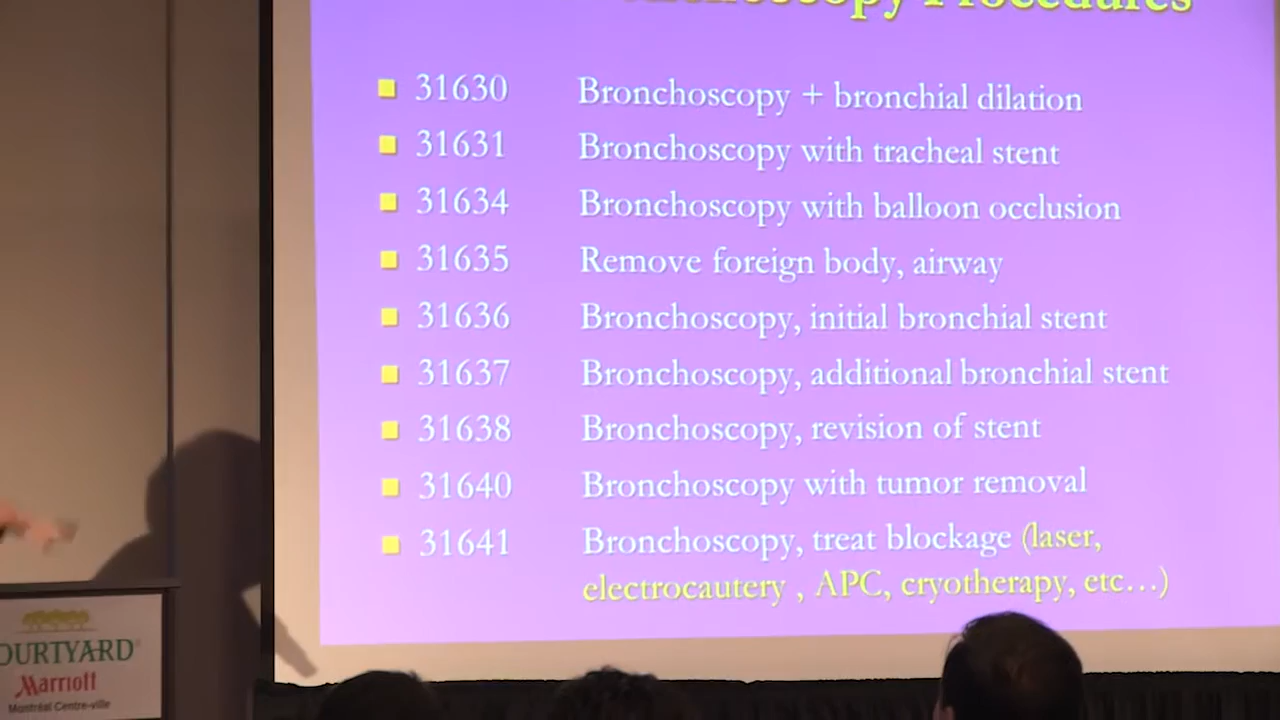 Procedures
31630 Bronchoscopy + bronchial dilation
31631 Bronchoscopy with tracheal stent
31634 Bronchoscopy with balloon occlusion
31635 Remove foreign body, airway
31636 Bronchoscopy, initial bronchial stent
31637 Bronchoscopy, additional bronchial stent
31638 Bronchoscopy, revision of stent
31640 Bronchoscopy with tumor removal
31641 Bronchoscopy, treat blockage (laser,
electrocautery , APC, cryotherapy, etc…)
OURTYARD
Marriott
Montréal Centre-ville